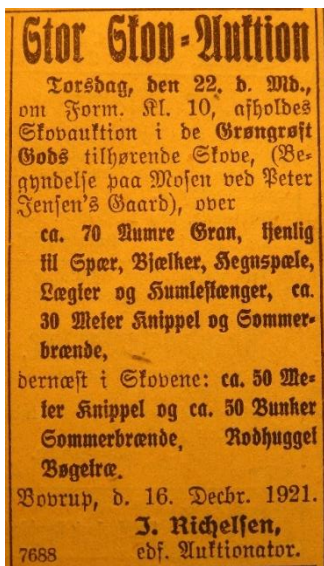 Stor Skov-Auktion
Torsdag, den 22. d. Md.,
om Form. Kl. 10, afholdes
Skovauktion i de Grøngrøft
Gods tilhørende Skove, (Be-
gyndelse paa Mosen ved Peter
Jensen's Gaard), over
ca. 70 Numre Gran, tjenlig
til Spær, Bjælker, Hegnspæle,
Lægter og Humlestænger, ca.
30 Meter Knippel og Sommer-
brænde,
dernæst i Skovene: ca. 50 Me-
ter Knippel og ca. 50 Bunker
Sommerbrænde, Rodhugget
Bøgetræ.
Bovrup, d. 16. Decbr. 1921.
J. Richelsen,
7688 edf. Auktionator.